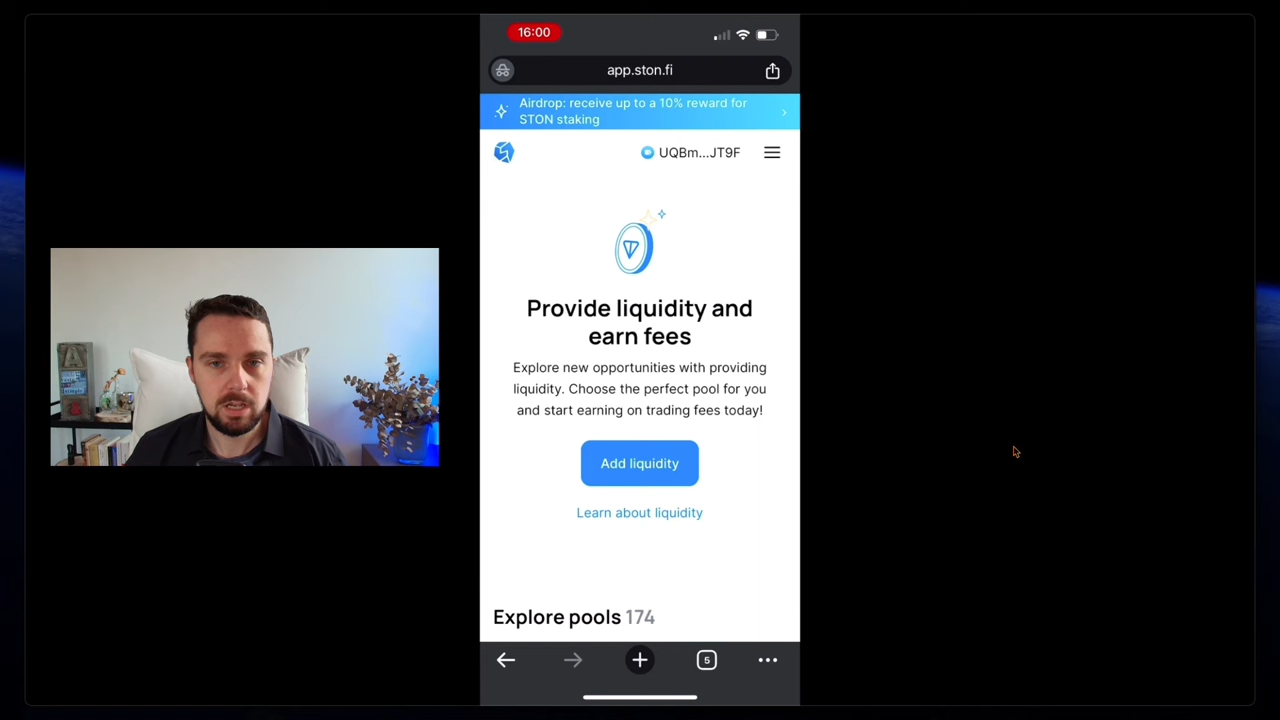 16:00
app.ston.fi
Airdrop: receive up to a 10% reward for
STON staking
UQBm...JT9F
Provide liquidity and
earn fees
Explore new opportunities with providing
liquidity. Choose the perfect pool for you
and start earning on trading fees today!
Add liquidity
Learn about liquidity
Explore pools 174
5
A